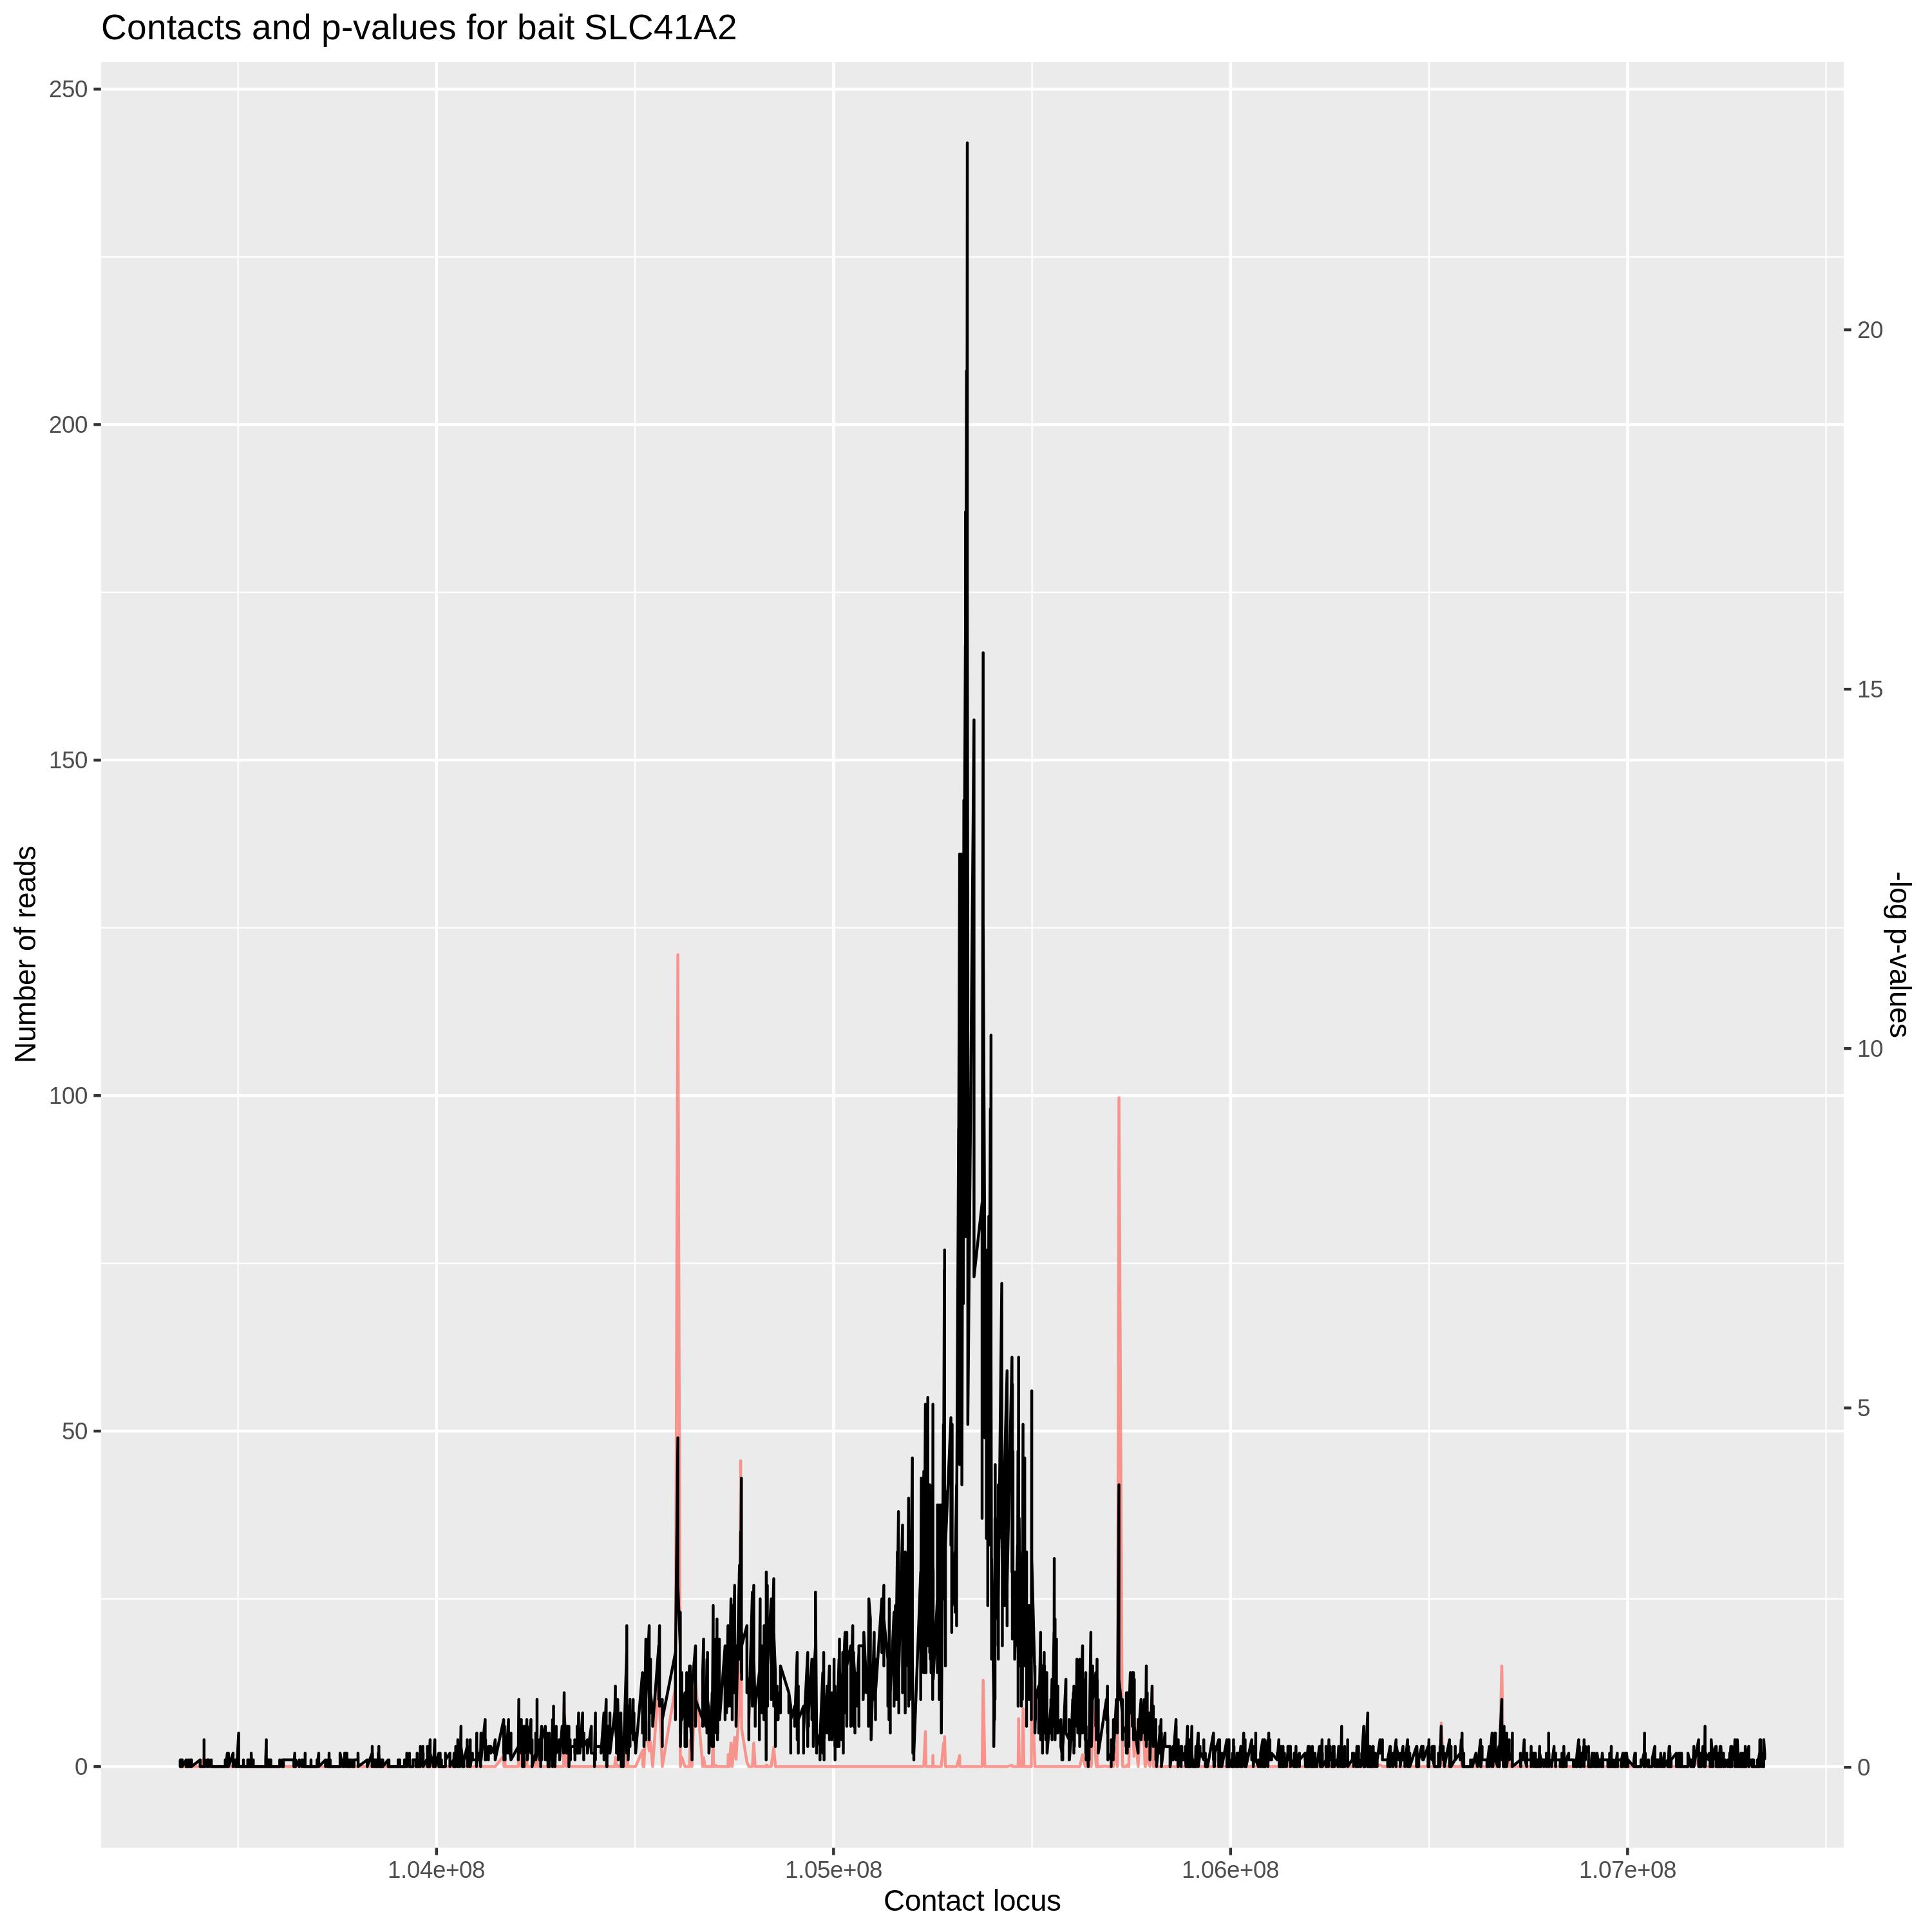 Contacts and p-values for bait SLC41A2
250
200
150
100
50
0
Number of reads
20
15
10
5
0
-log p-values
1.04e+08 1.05e+08 1.06e+08 1.07e+08
Contact locus